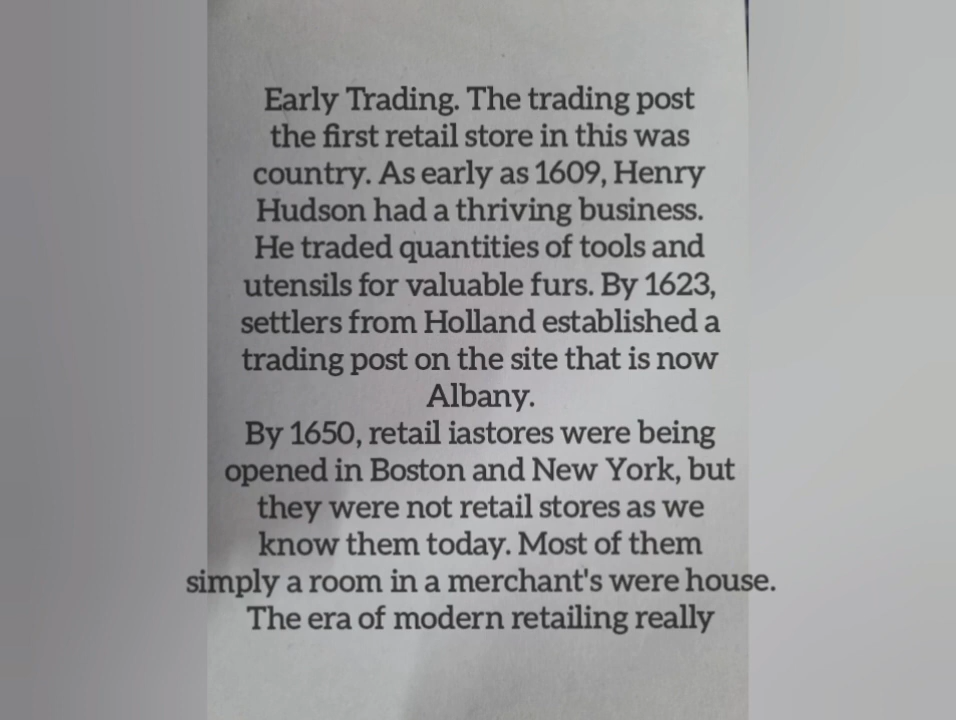 Early Trading. The trading post
the first retail store in this was
country. As early as 1609, Henry
Hudson had a thriving business.
He traded quantities of tools and
utensils for valuable furs. By 1623,
settlers from Holland established a
trading post on the site that is now
Albany.
By 1650, retail iastores were being
opened in Boston and New York, but
they were not retail stores as we
know them today. Most of them
simply a room in a merchant's were house.
The era of modern retailing really